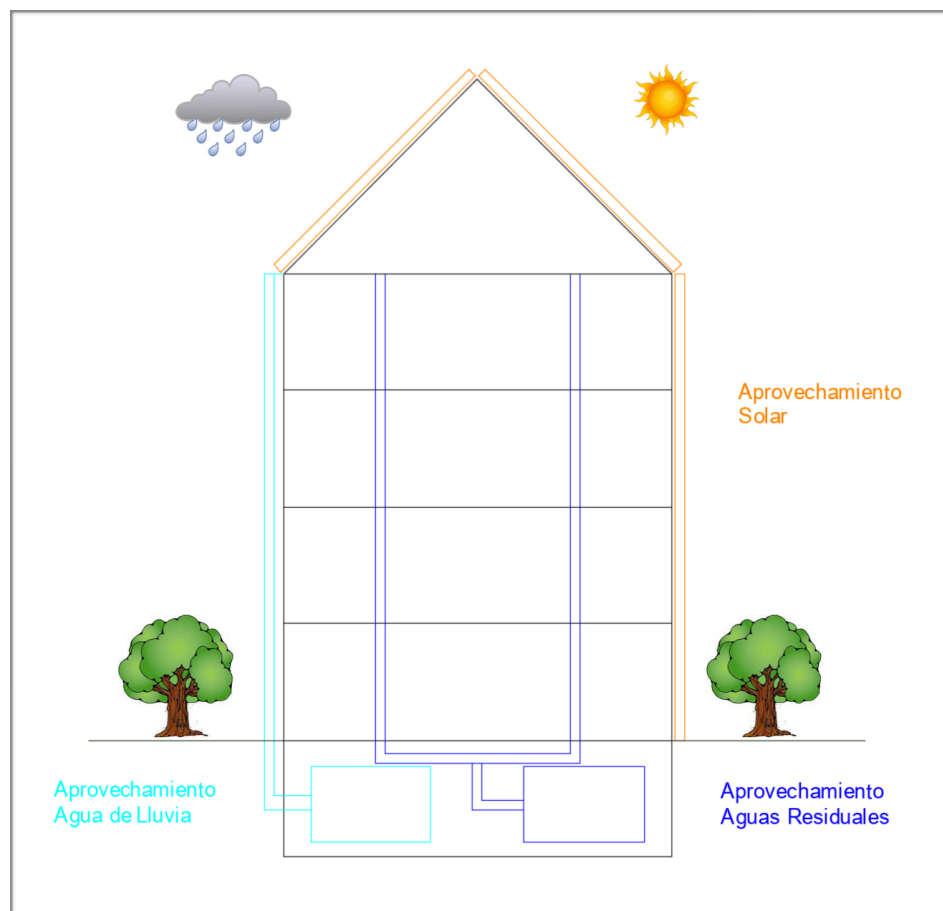 Aprovechamiento
Solar
Aprovechamiento
Agua de Lluvia
Aprovechamiento
Aguas Residuales